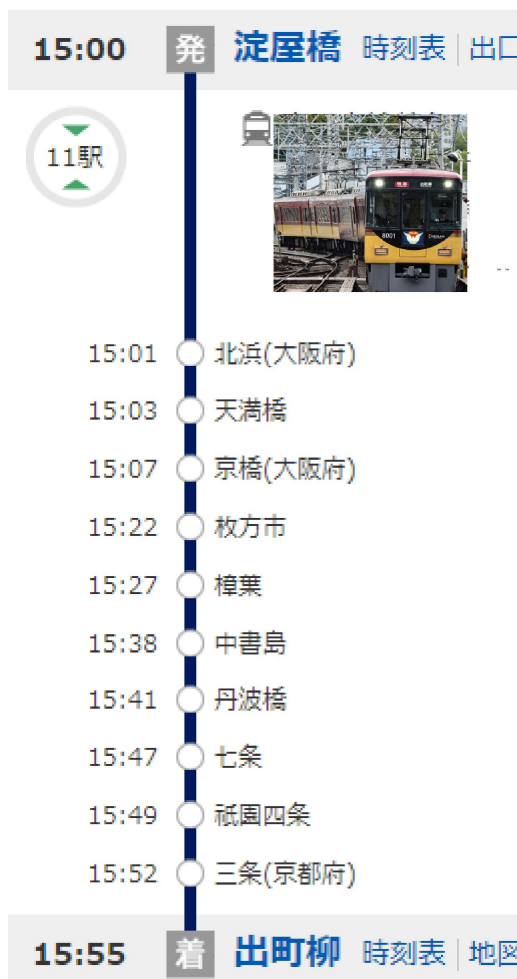 15:00 発 淀屋橋 時刻表 出口
11駅
8001
15:01 北浜(大阪府)
15:03 天満橋
15:07 京橋(大阪府)
15:22 枚方市
15:27 樟葉
15:38 中書島
15:41 丹波橋
15:47 七条
15:49 祇園四条
15:52 三条(京都府)
15:55 着 出町柳 時刻表 地図